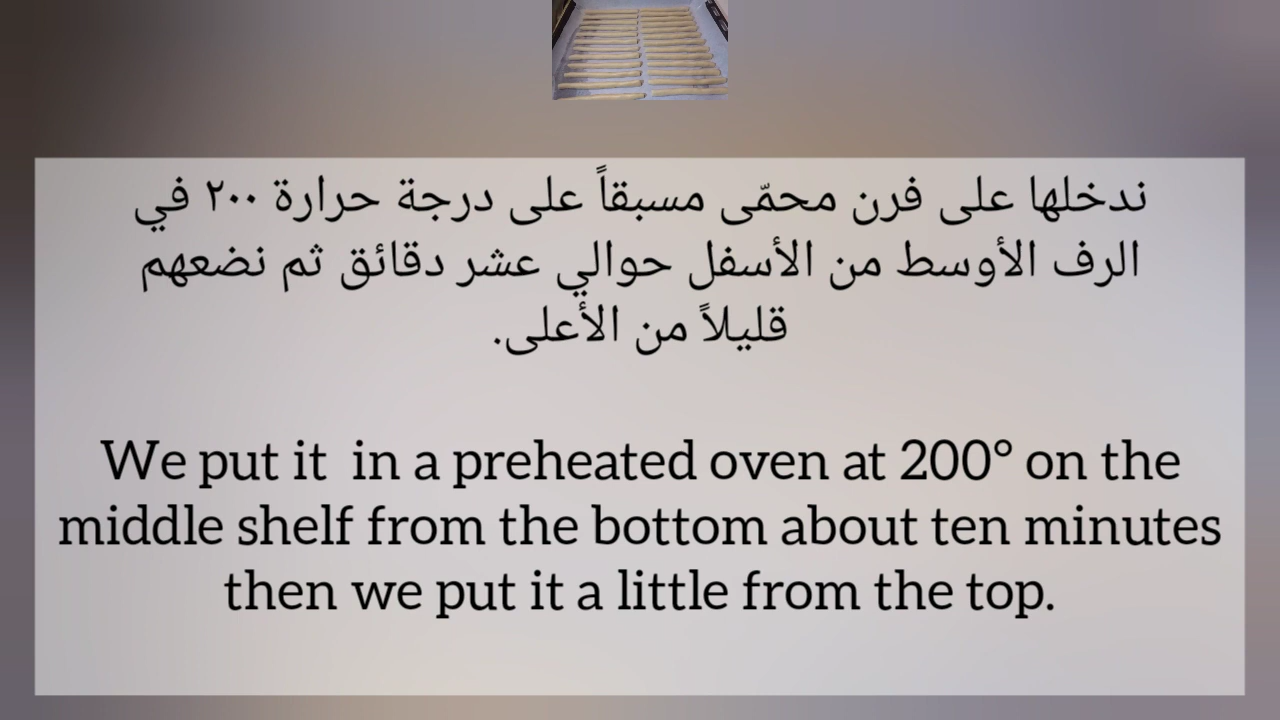 ندخلها على فرن محمّى مسبقاً على درجة حرارة ٢٠٠ في
الرف الأوسط من الأسفل حوالي عشر دقائق ثم نضعهم
قليلاً من الأعلى.
We put it  in a preheated oven at 200° on the
middle shelf from the bottom about ten minutes
then we put it a little from the top.